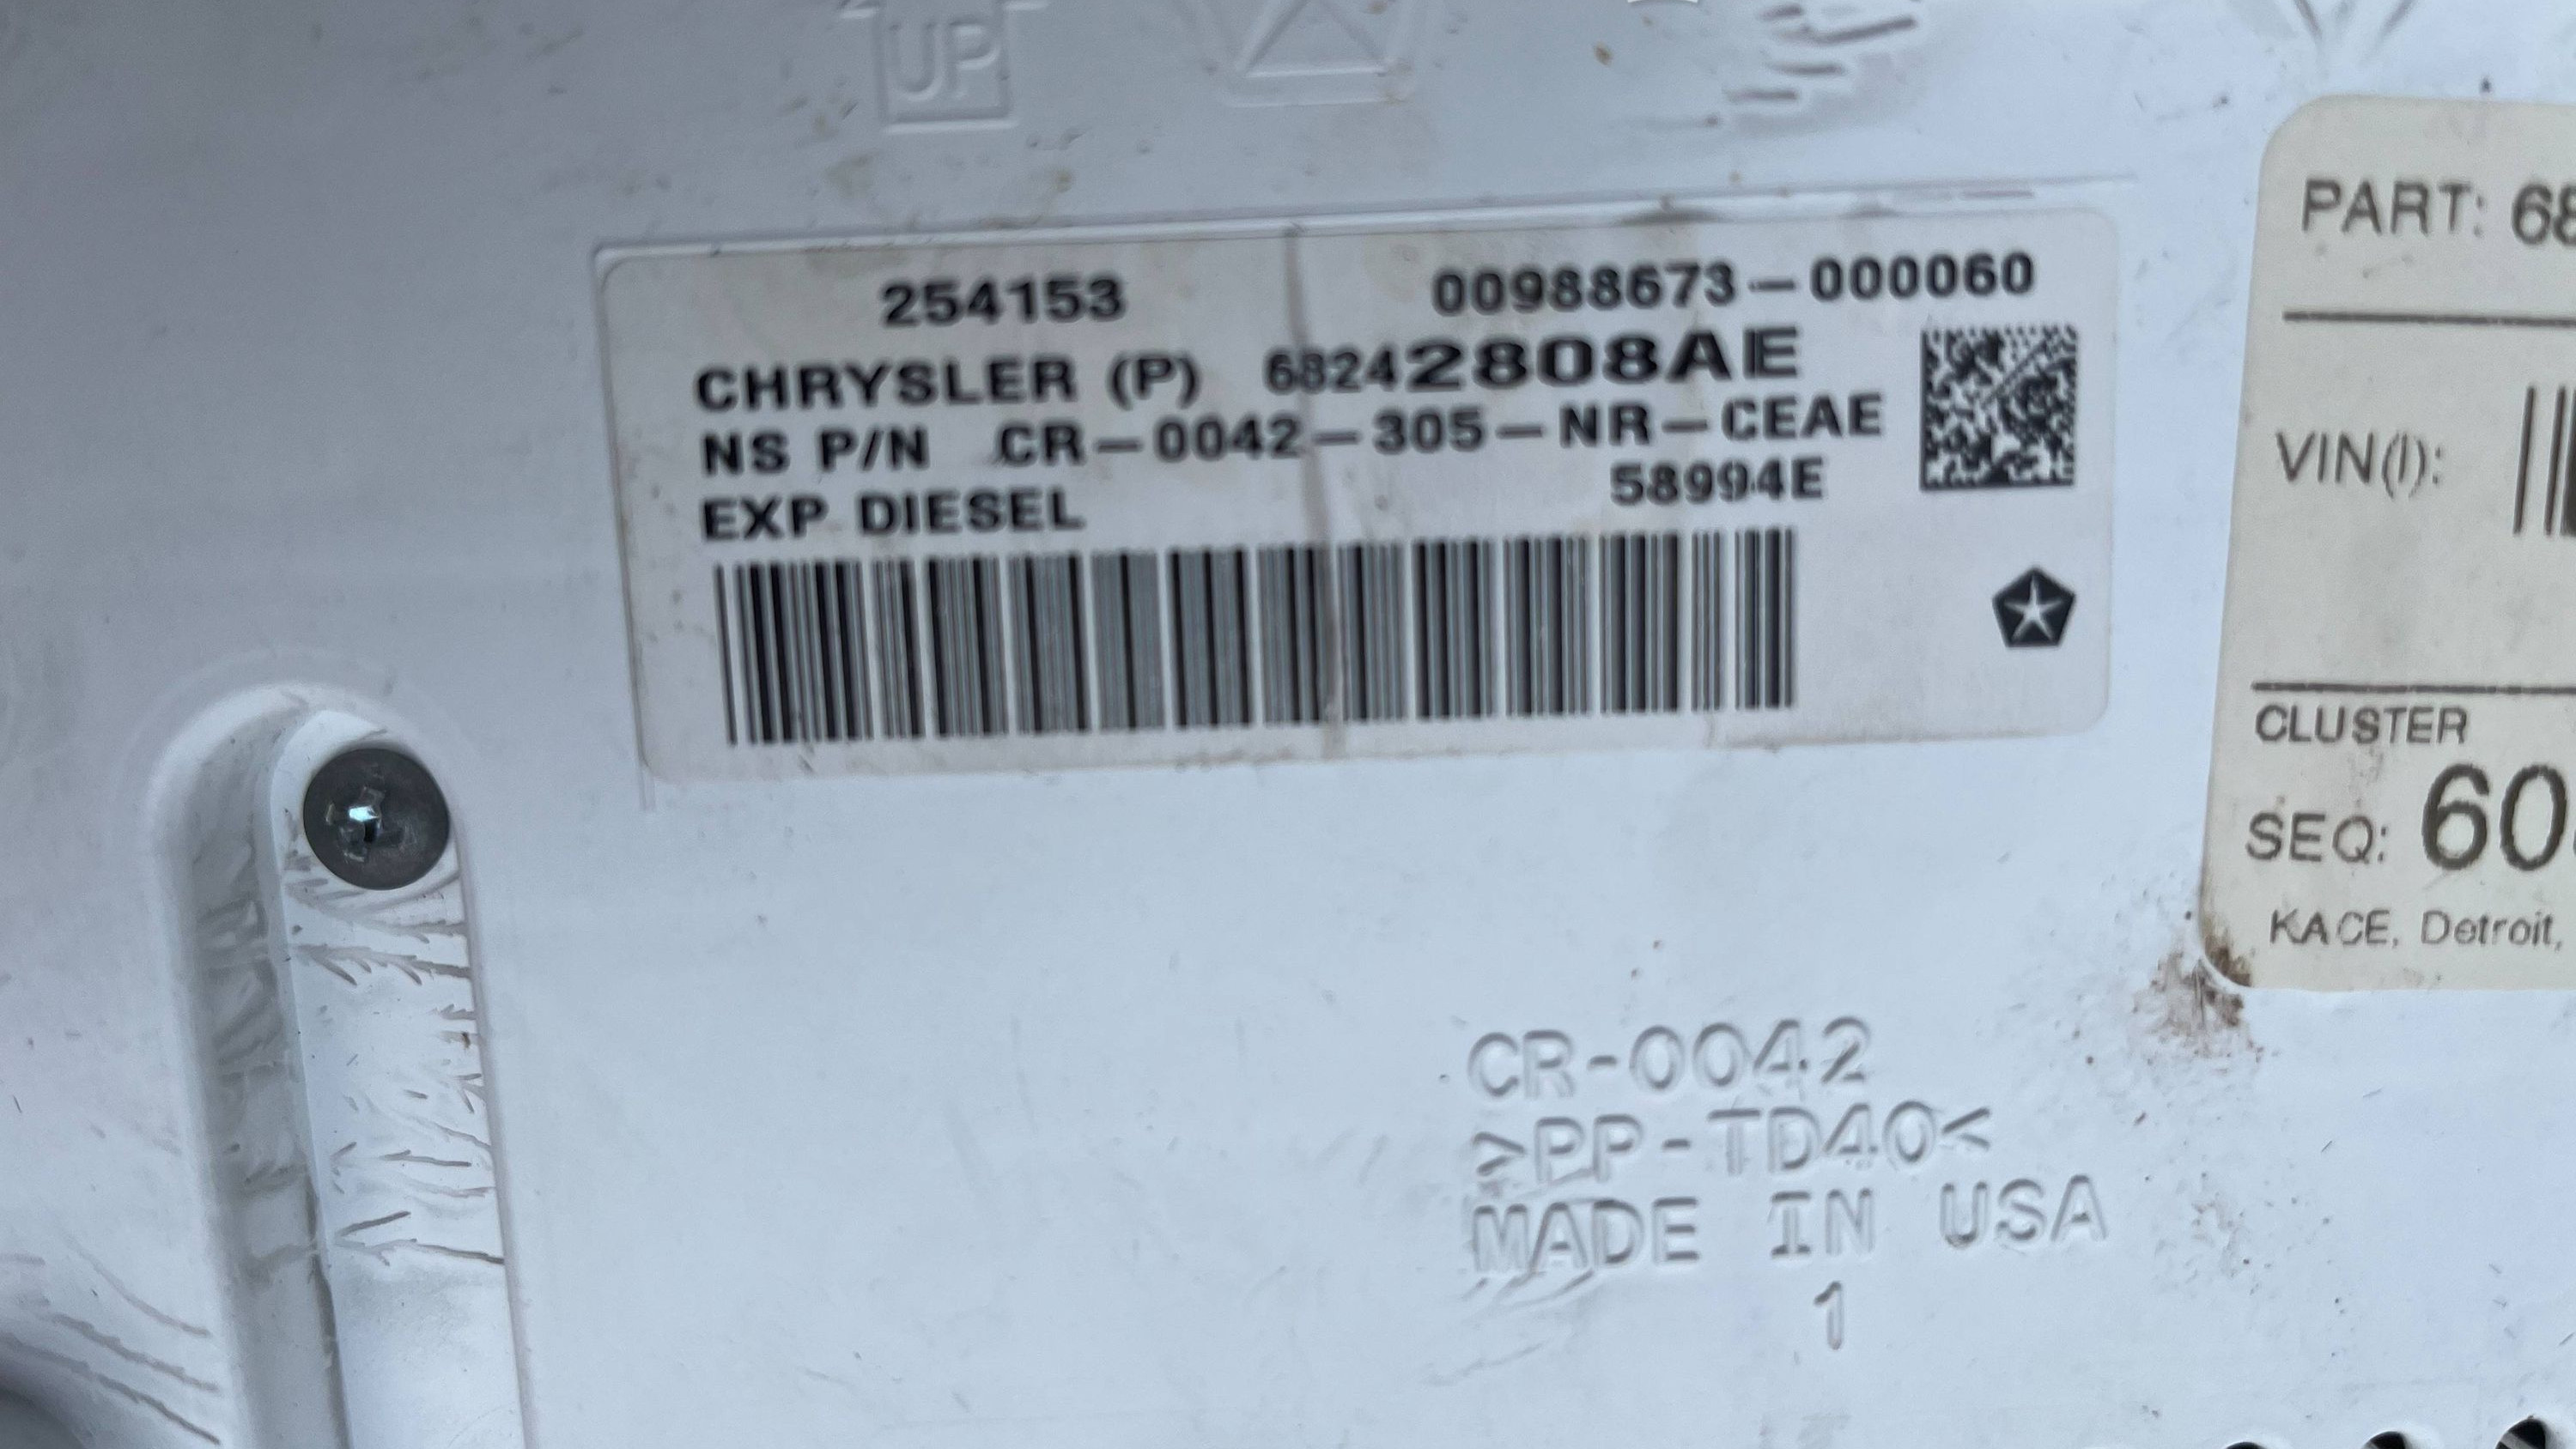 UP
254153 00988673-000060
CHRYSLER (P) 68242808AE
NS P/N CR-0042-305-NR-CEAE
EXP DIESEL 58994E
PART: 68
VIN(I):
CLUSTER
SEQ: 60
KACE, Detroit,
CR-0042
>PP-TD40<
MADE IN USA
1